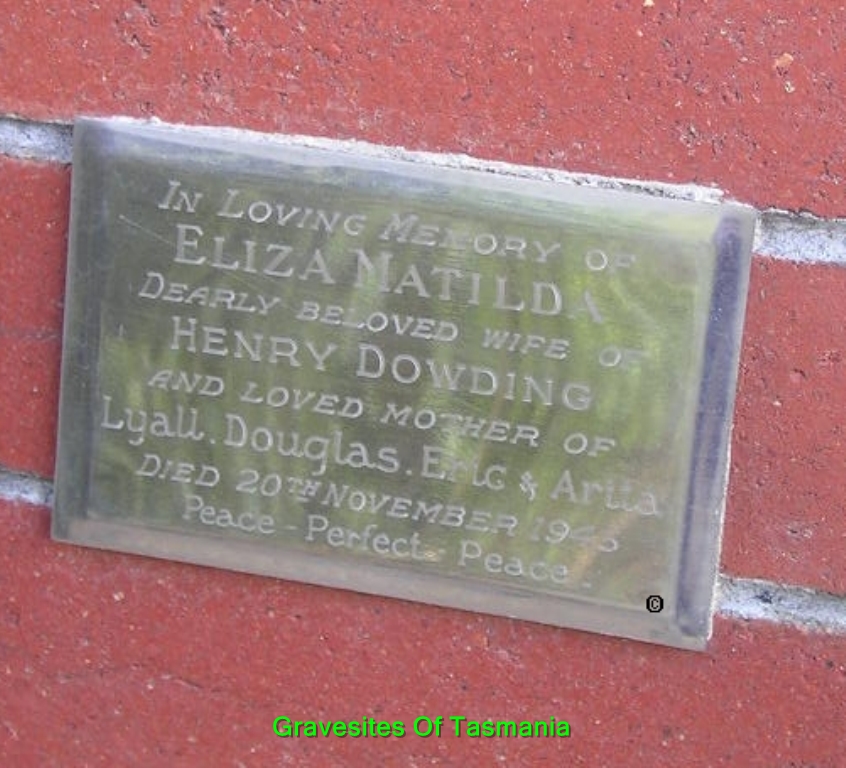 In Loving Memory of
Eliza Matilda
Dearly beloved wife of
Henry Dowding
and loved mother of
Lyall. Douglas. Eric & Arita
Died 20th November
Peace - Perfect - Peace -
©
Gravesites Of Tasmania